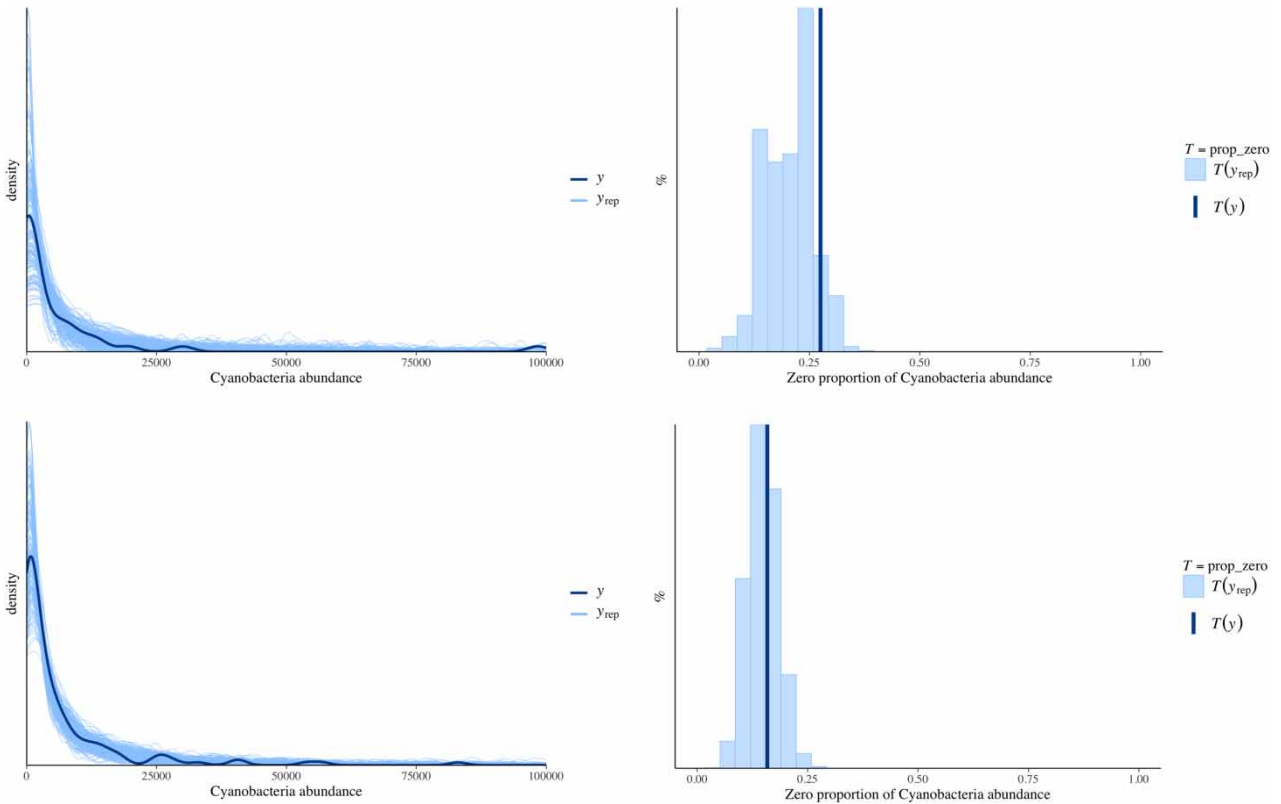 density
y
y_rep
0
25000
50000
75000
100000
Cyanobacteria abundance
%
T = prop_zero
T(y_rep)
T(y)
0.00
0.25
0.50
0.75
1.00
Zero proportion of Cyanobacteria abundance
density
y
y_rep
0
25000
50000
75000
100000
Cyanobacteria abundance
%
T = prop_zero
T(y_rep)
T(y)
0.00
0.25
0.50
0.75
1.00
Zero proportion of Cyanobacteria abundance